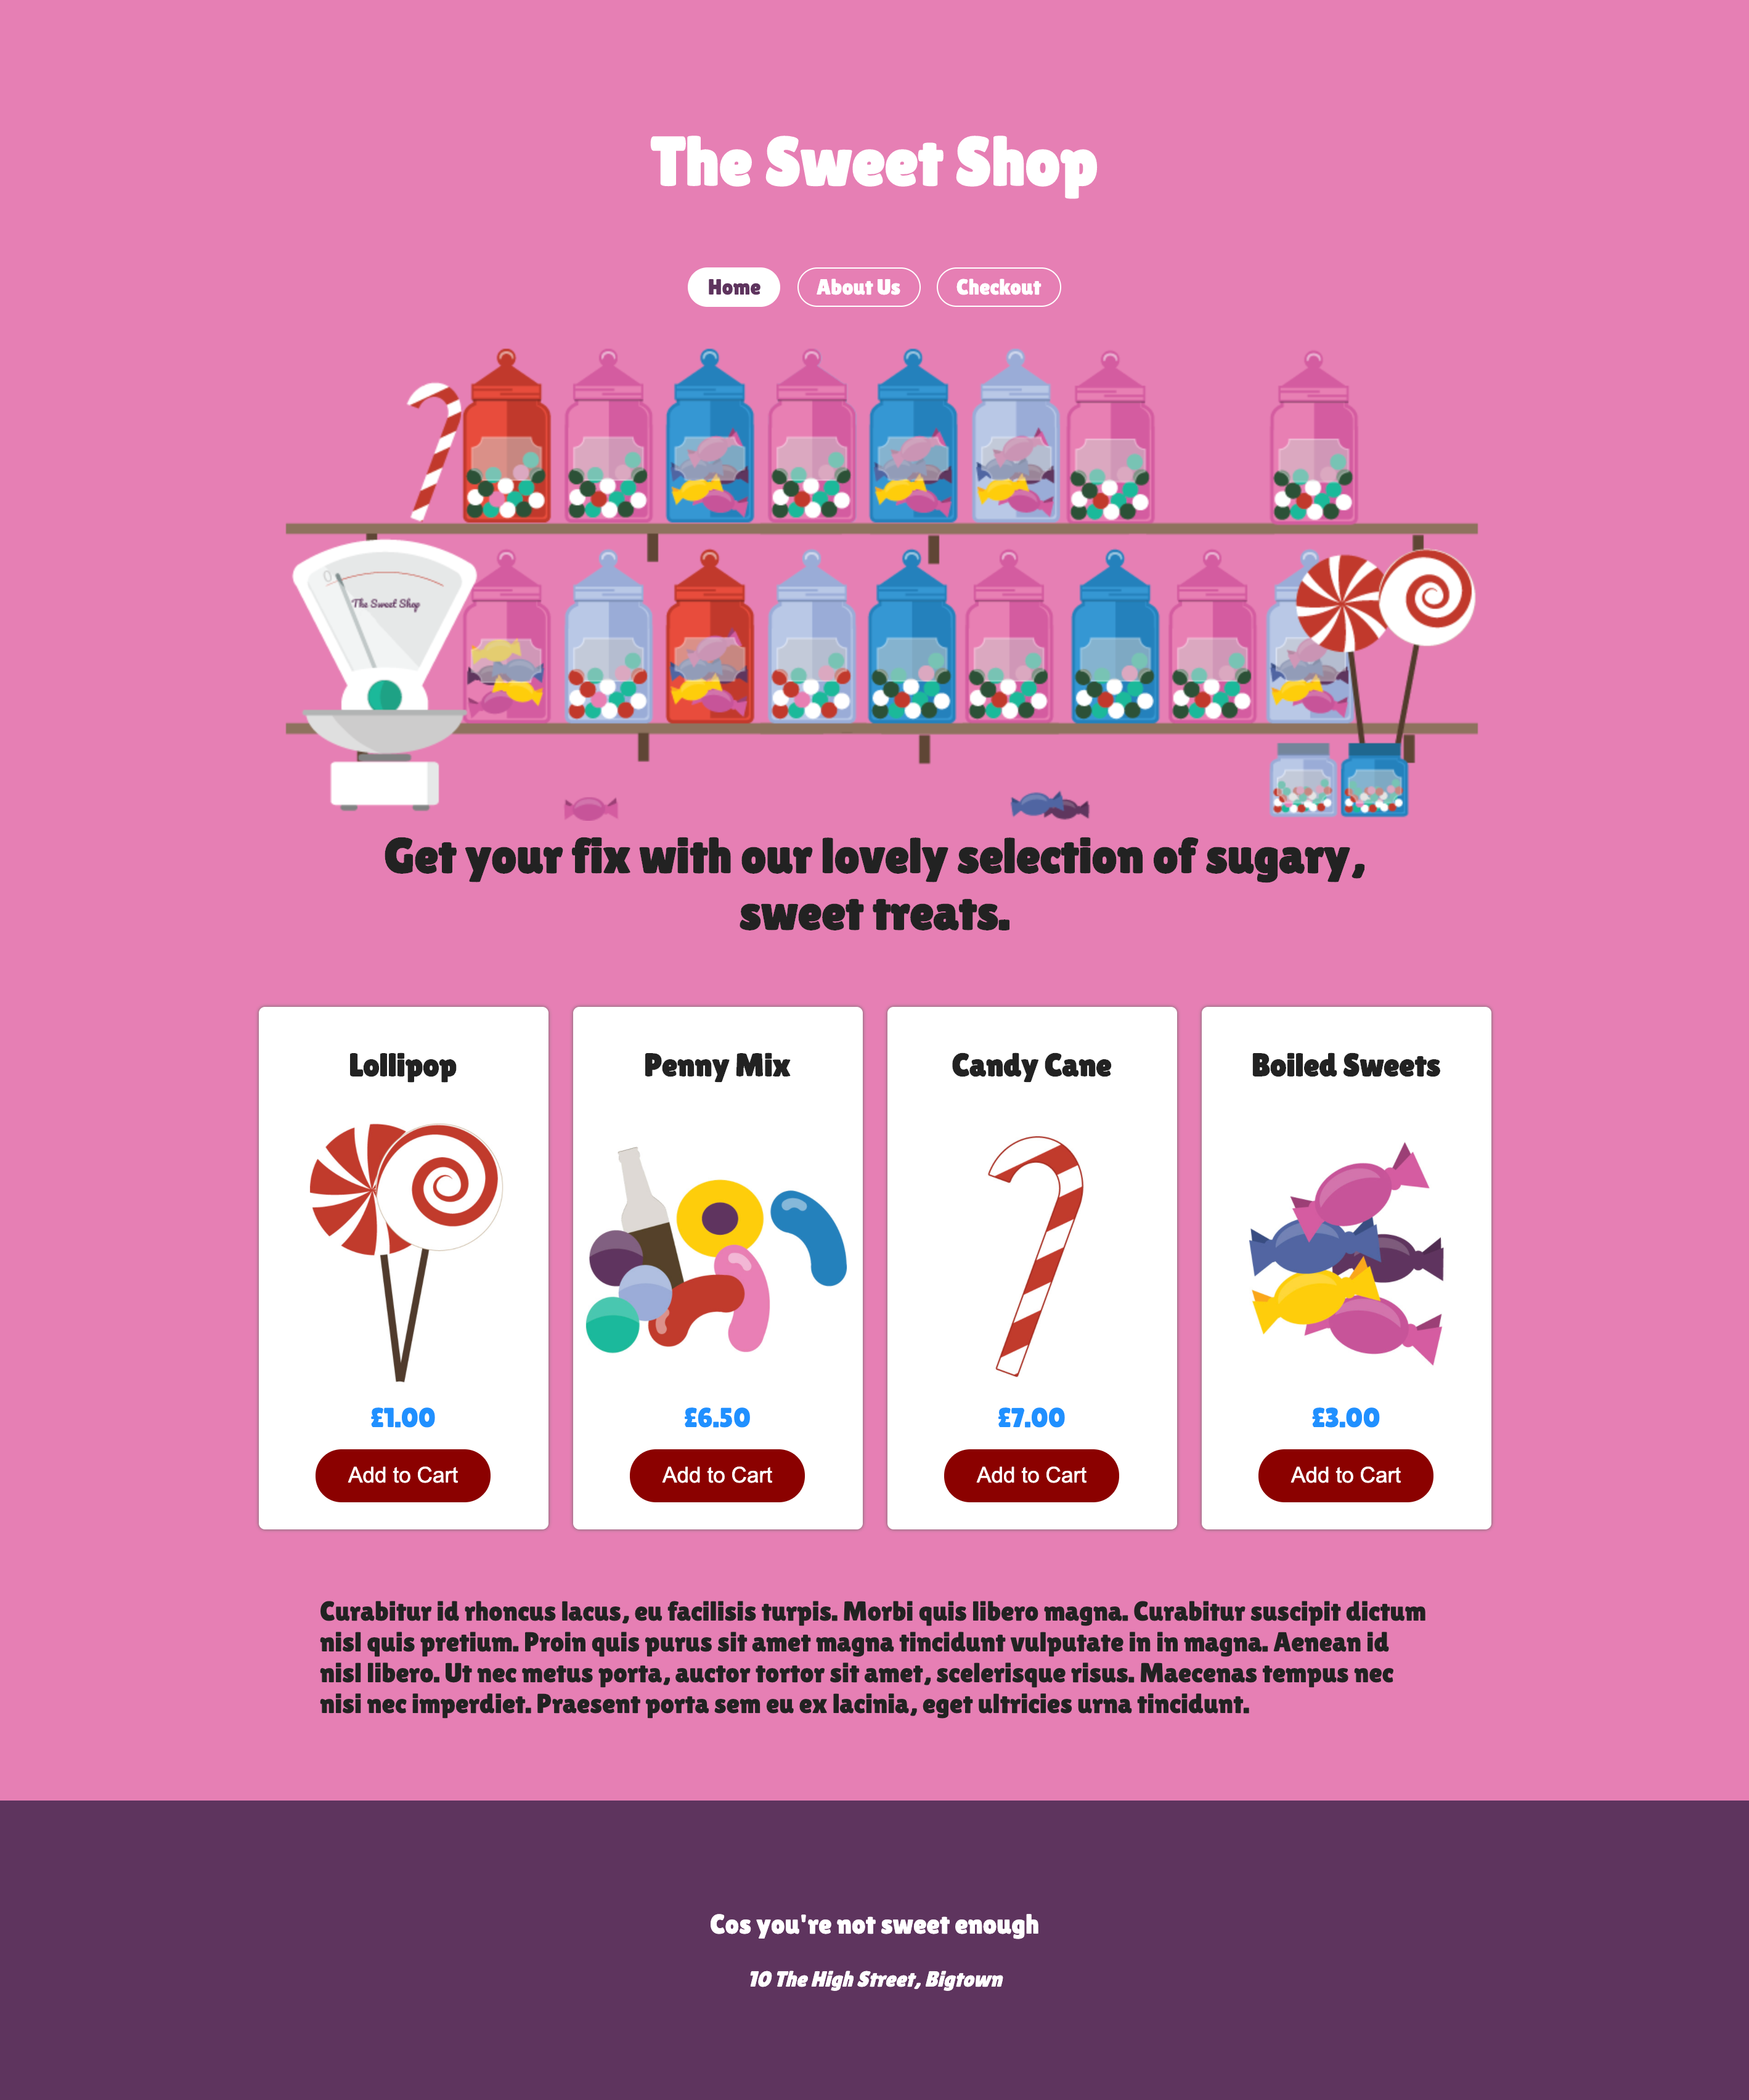 The Sweet Shop
Home
About Us
Checkout
The Sweet Shop
Get your fix with our lovely selection of sugary,
sweet treats.
Lollipop
£1.00
Add to Cart
Penny Mix
£6.50
Add to Cart
Candy Cane
£7.00
Add to Cart
Boiled Sweets
£3.00
Add to Cart
Curabitur id rhoncus lacus, eu facilisis turpis. Morbi quis libero magna. Curabitur suscipit dictum
nisl quis pretium. Proin quis purus sit amet magna tincidunt vulputate in in magna. Aenean id
nisl libero. Ut nec metus porta, auctor tortor sit amet, scelerisque risus. Maecenas tempus nec
nisi nec imperdiet. Praesent porta sem eu ex lacinia, eget ultricies urna tincidunt.
Cos you're not sweet enough
10 The High Street, Bigtown